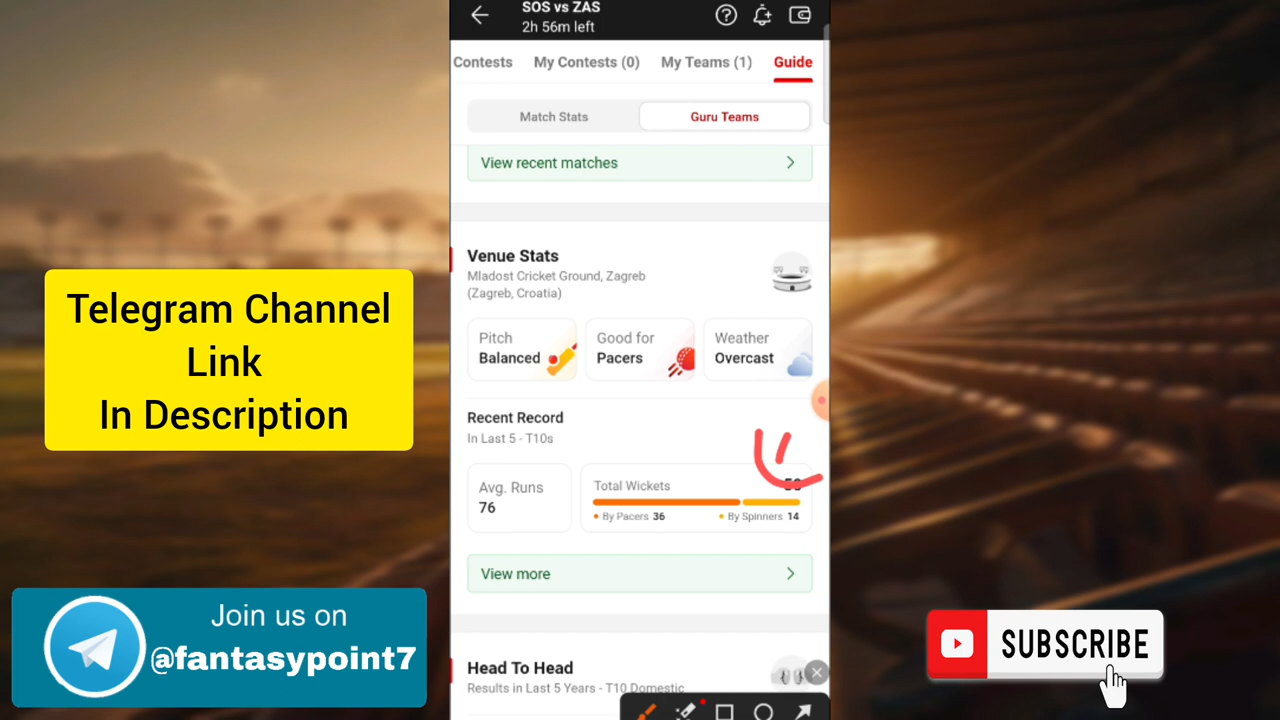 SOS vs ZAS
2h 56m left
Contests My Contests (0) My Teams (1) Guide
Match Stats Guru Teams
View recent matches
Venue Stats
Mladost Cricket Ground, Zagreb
(Zagreb, Croatia)
Pitch
Balanced
Good for
Pacers
Weather
Overcast
Recent Record
In Last 5 - T10s
Avg. Runs
76
Total Wickets
By Pacers 36
By Spinners 14
View more
Head To Head
Results in Last 5 Years - T10 Domestic
Telegram Channel
Link
In Description
Join us on
@fantasypoint7
SUBSCRIBE